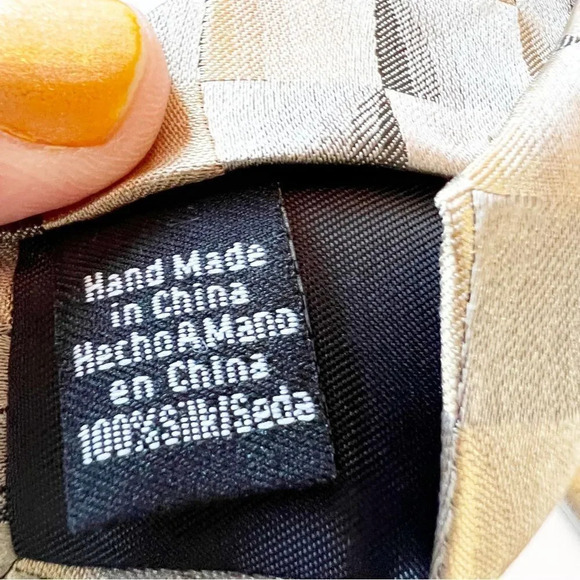 Hand Made
in China
Hecho A Mano
en China
100% Silk/Seda